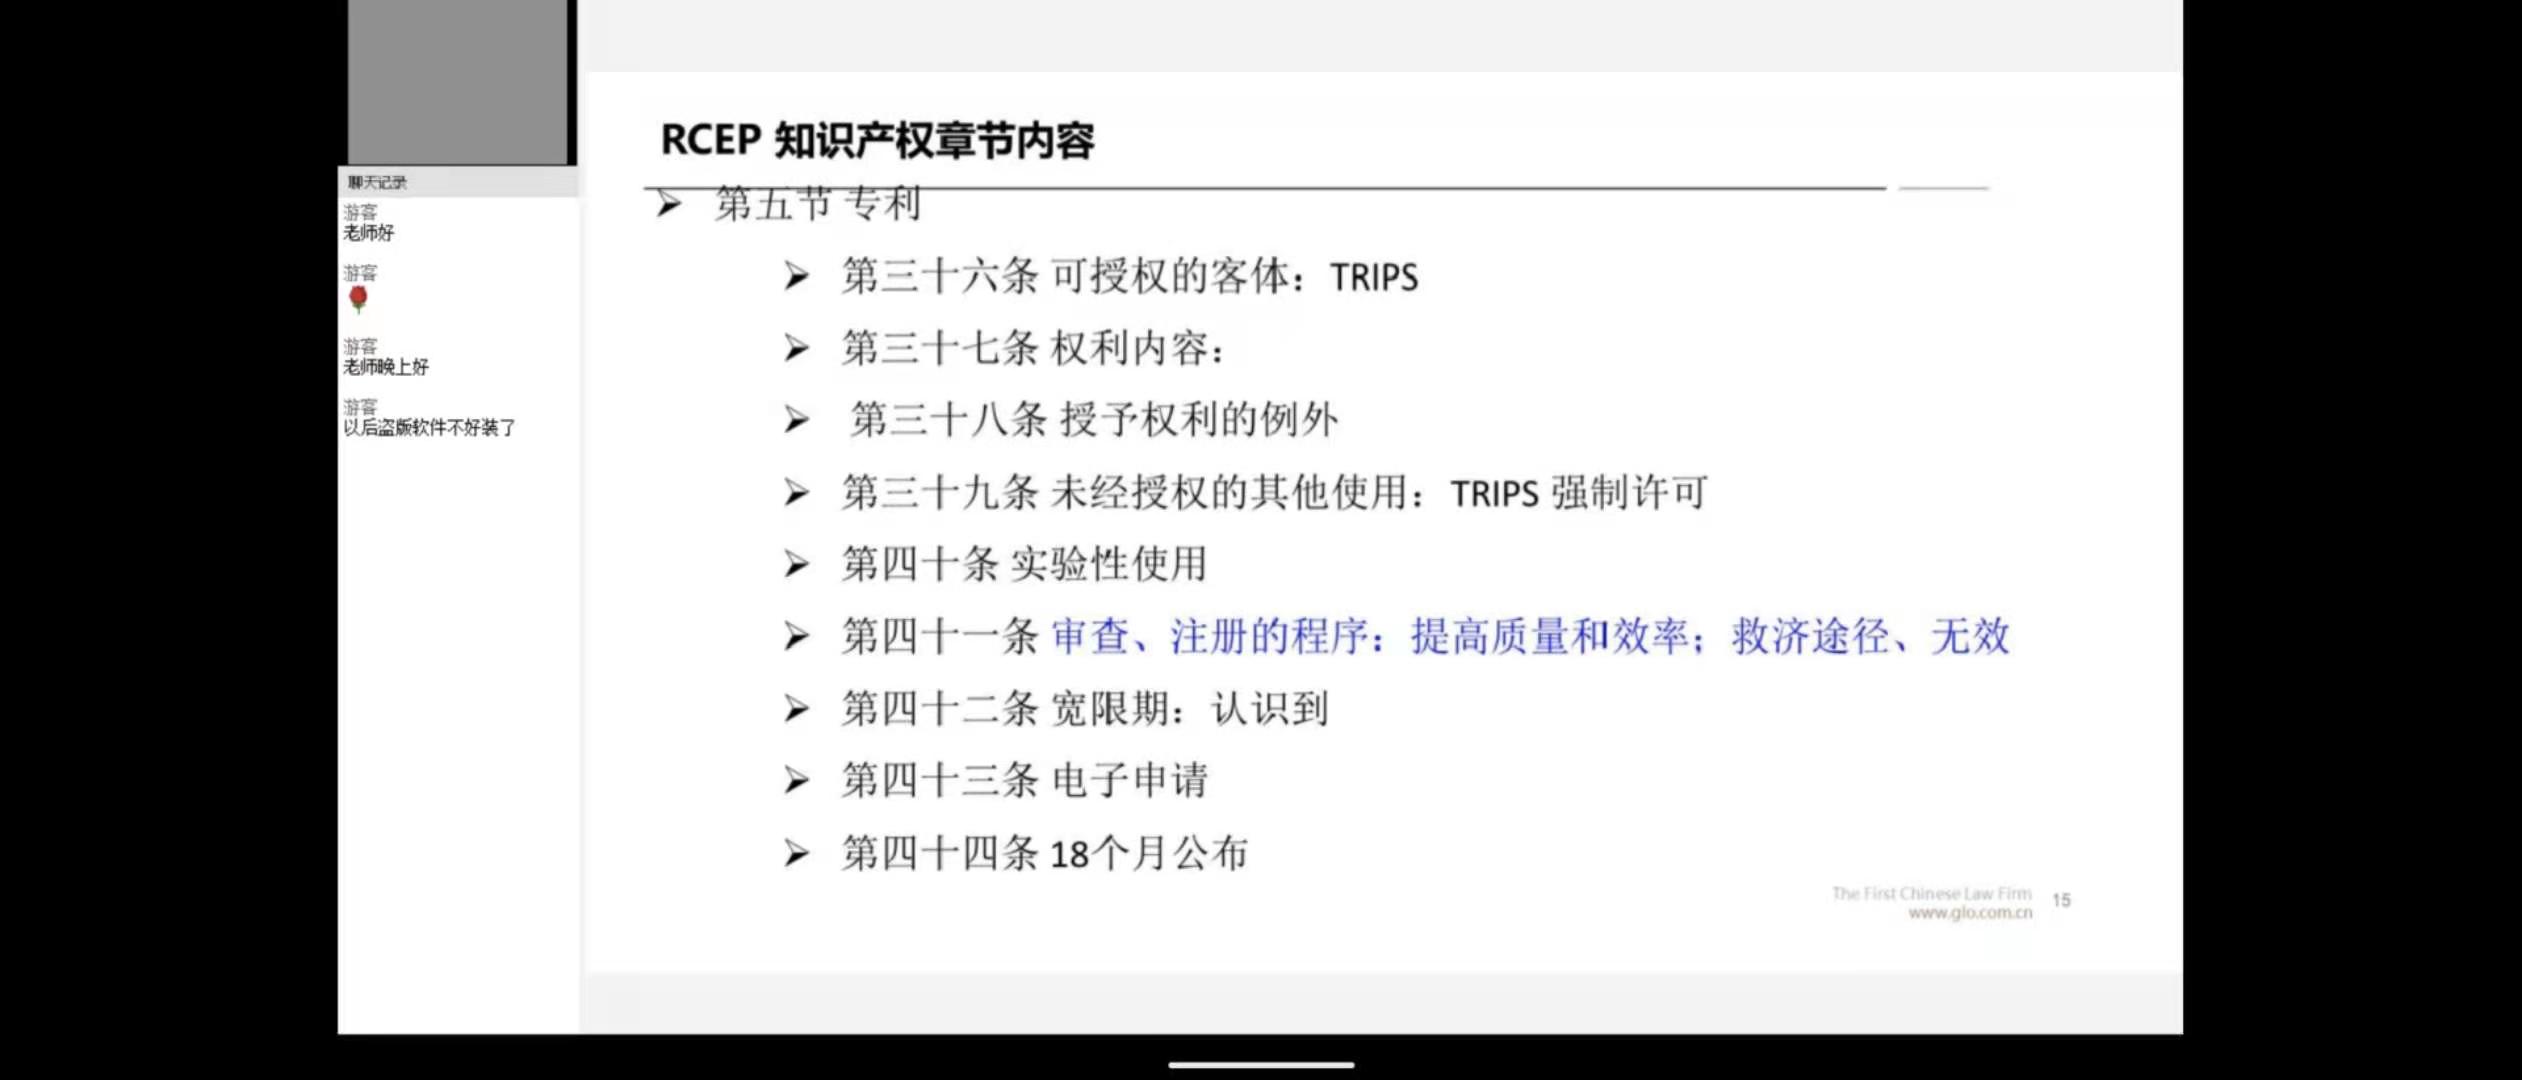 聊天记录
游客
老师好
游客
游客
老师晚上好
游客
以后盗版软件不好装了
RCEP 知识产权章节内容
➢ 第五节 专利
➢ 第三十六条 可授权的客体：TRIPS
➢ 第三十七条 权利内容：
➢ 第三十八条 授予权利的例外
➢ 第三十九条 未经授权的其他使用：TRIPS 强制许可
➢ 第四十条 实验性使用
➢ 第四十一条 审查、注册的程序：提高质量和效率；救济途径、无效
➢ 第四十二条 宽限期：认识到
➢ 第四十三条 电子申请
➢ 第四十四条 18个月公布
The First Chinese Law Firm
www.glo.com.cn
15